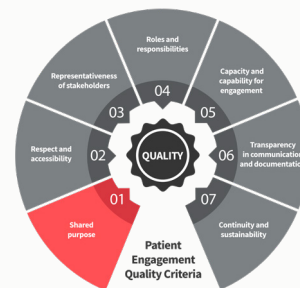 Roles and
responsibilities
04
Representativeness
of stakeholders
03
Capacity and
capability for
engagement
05
Respect and
accessibility
02
QUALITY
06
Transparency
in communication
and documentation
01
07
Shared
purpose
Continuity and
sustainability
Patient
Engagement
Quality Criteria